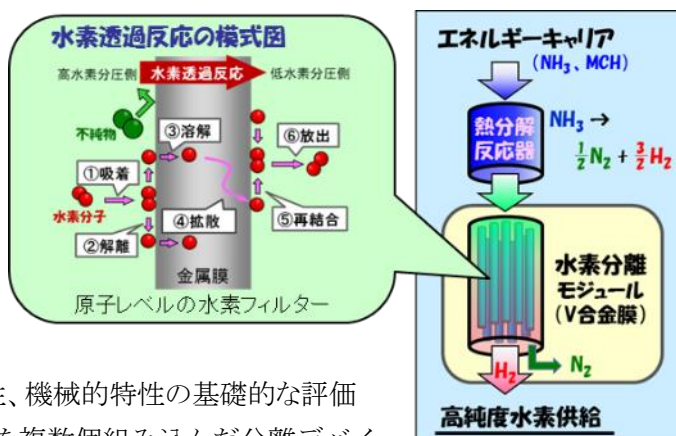 水素透過反応の模式図
高水素分圧側
水素透過反応
低水素分圧側
不純物
③溶解
⑥放出
①吸着
水素分子
④拡散
⑤再結合
②解離
金属膜
原子レベルの水素フィルター
エネルギーキャリア
(NH₃、MCH)
熱分解
反応器
NH₃ →
½N₂ + 3/2H₂
水素分離
モジュール
(V合金膜)
H₂
N₂
高純度水素供給
、機械的特性の基礎的な評価
複数個組み込んだ分離デバイ